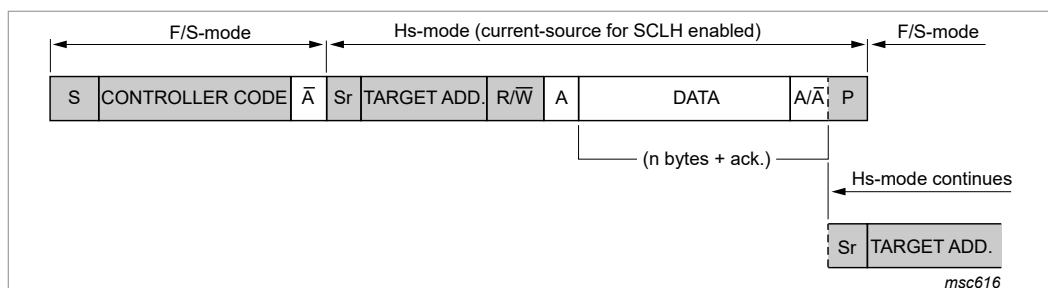 F/S-mode Hs-mode (current-source for SCLH enabled) F/S-mode
S CONTROLLER CODE A̅ Sr TARGET ADD. R/W̅ A DATA A/A̅ P
(n bytes + ack.)
Hs-mode continues
Sr TARGET ADD.
msc616